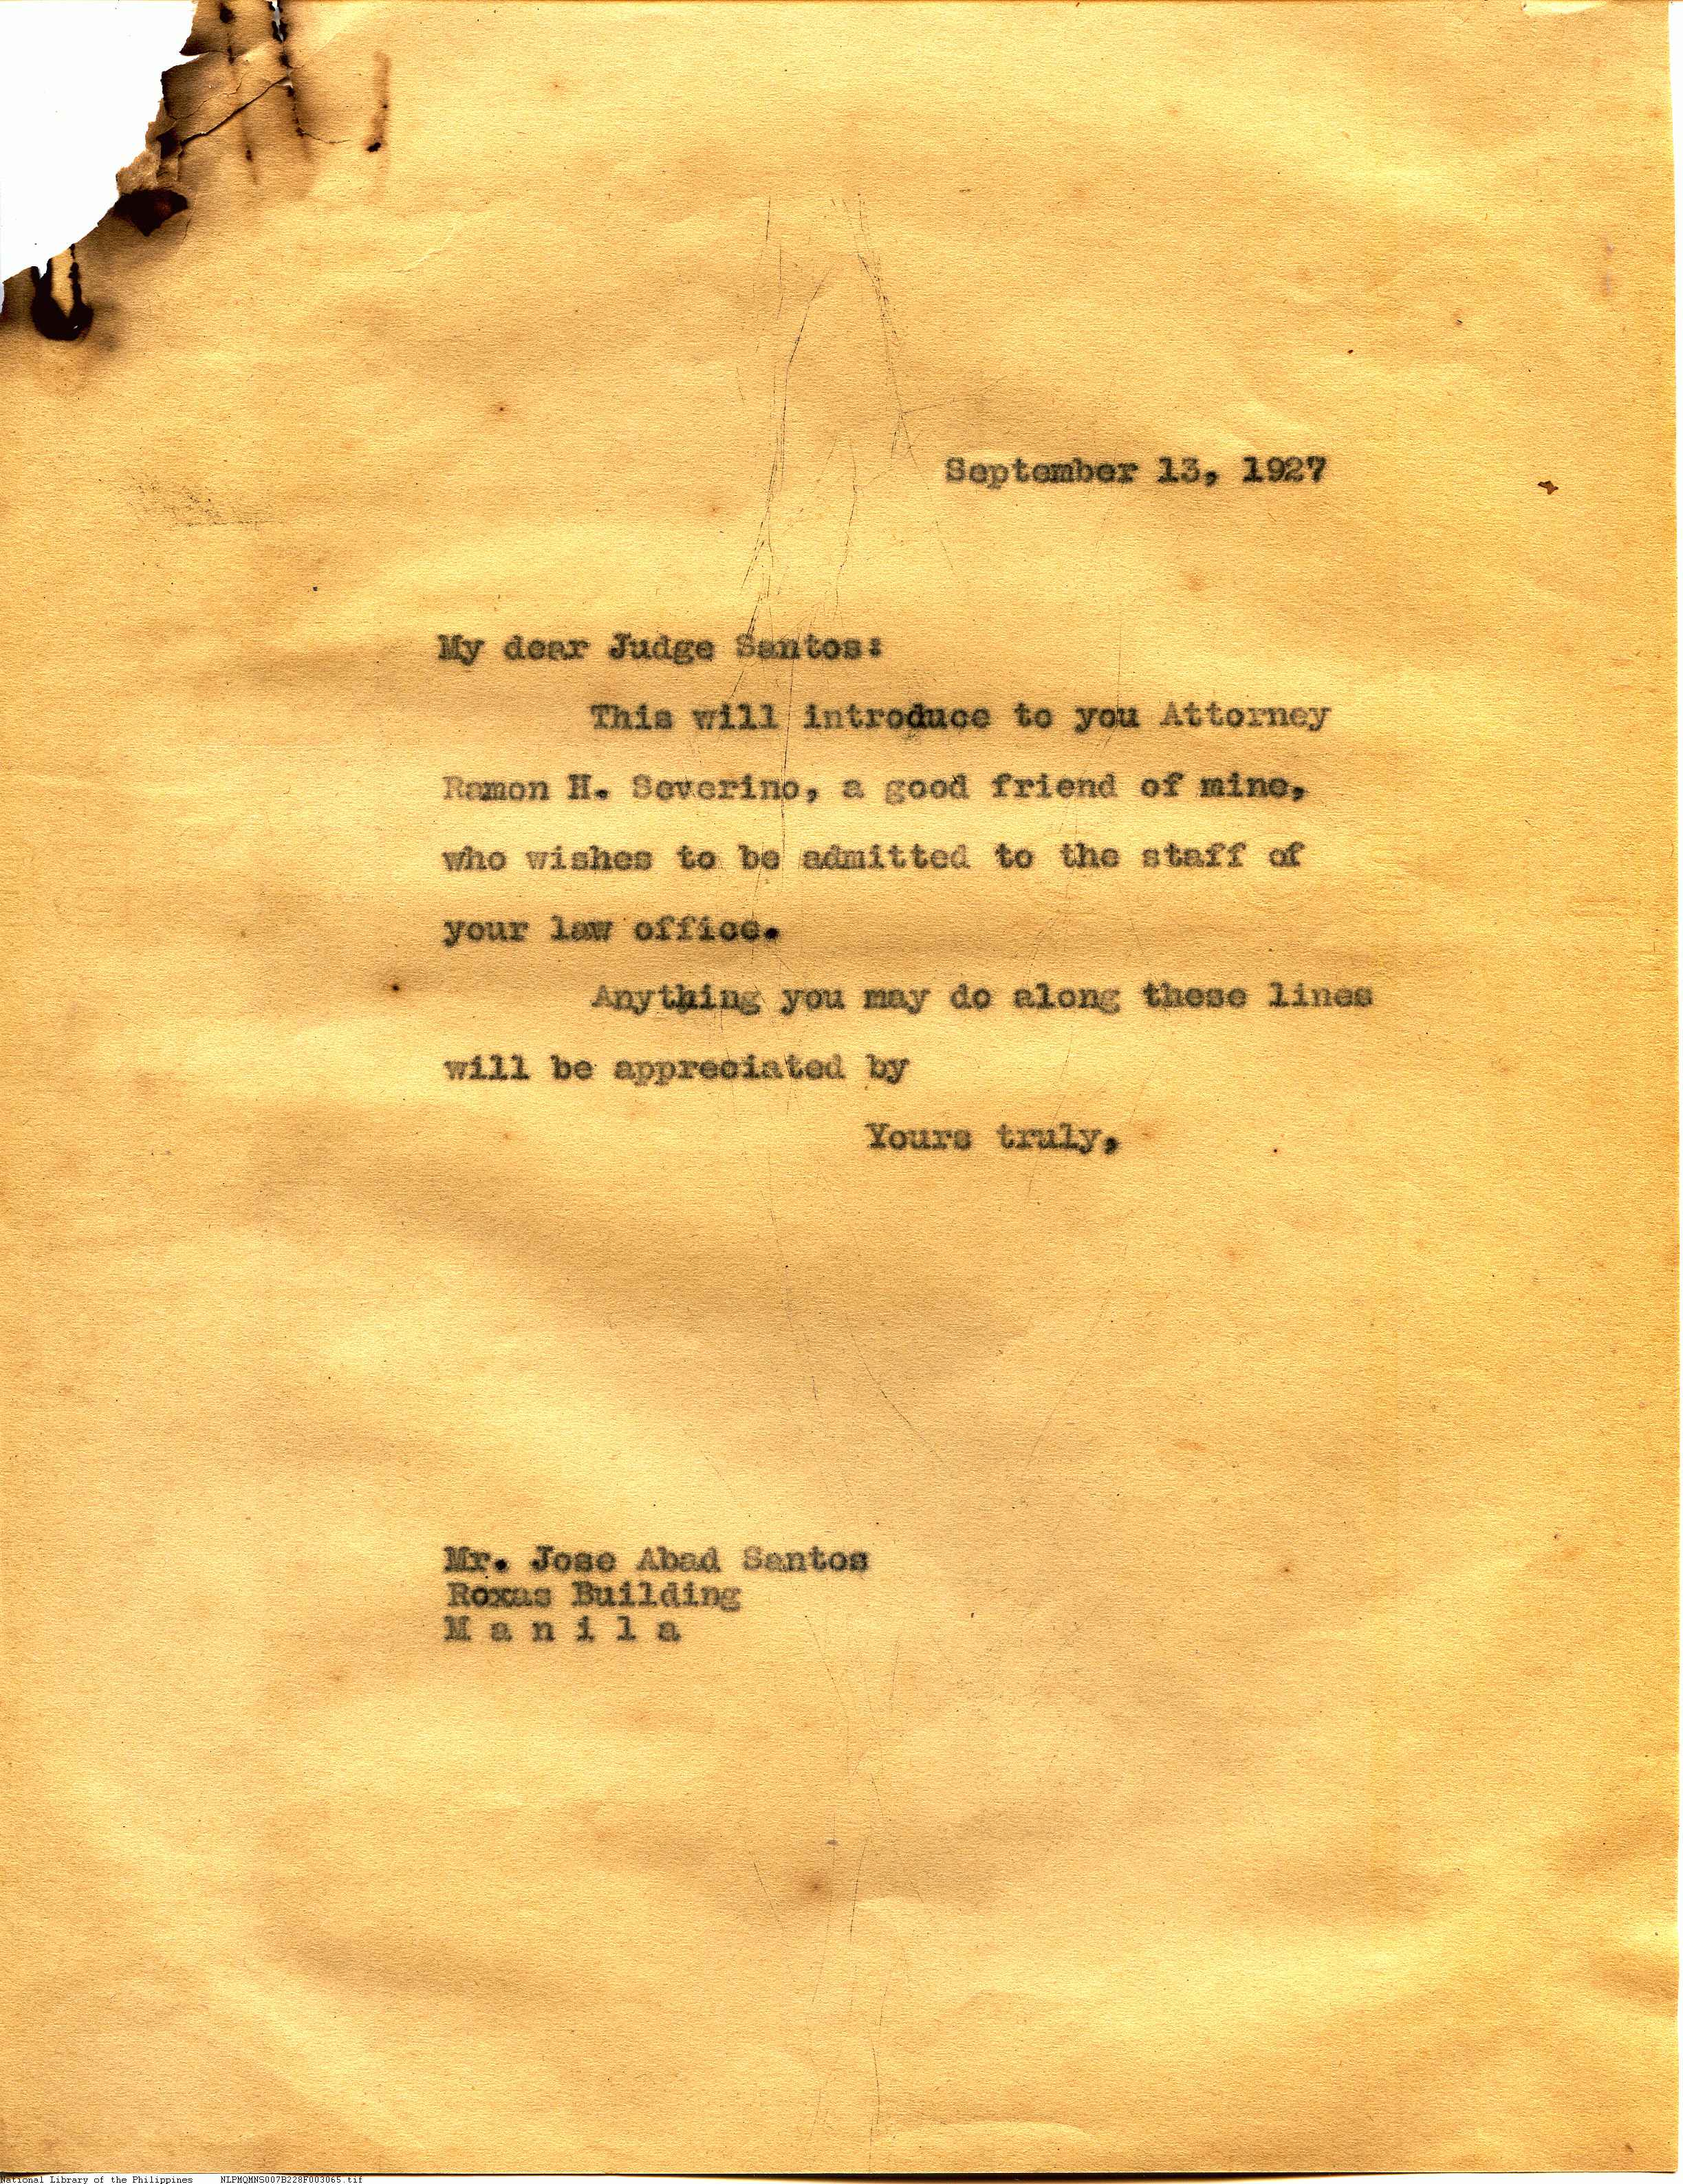 September 13, 1927
My dear Judge Santos:
This will introduce to you Attorney
Ramon H. Severino, a good friend of mine,
who wishes to be admitted to the staff of
your law office.
Anything you may do along these lines
will be appreciated by
Yours truly,
Mr. Jose Abad Santos
Roxas Building
M a n i l a
National Library of the Philippines NLPMQMNS007B228F003065.tif